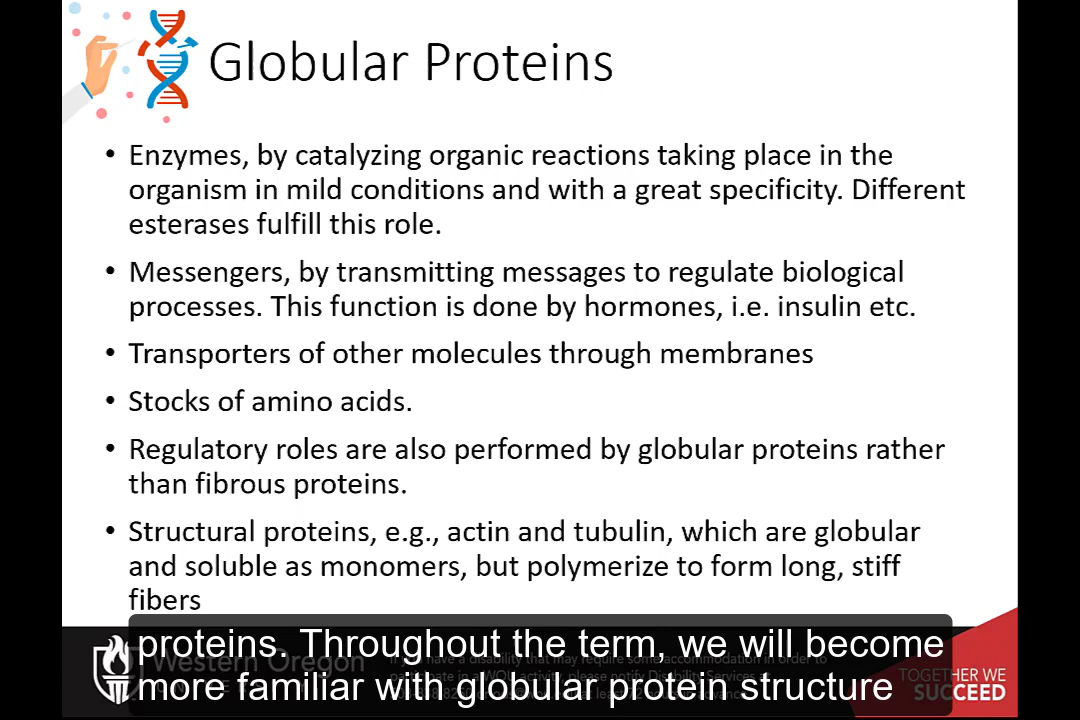 Globular Proteins
• Enzymes, by catalyzing organic reactions taking place in the
organism in mild conditions and with a great specificity. Different
esterases fulfill this role.
• Messengers, by transmitting messages to regulate biological
processes. This function is done by hormones, i.e. insulin etc.
• Transporters of other molecules through membranes
• Stocks of amino acids.
• Regulatory roles are also performed by globular proteins rather
than fibrous proteins.
• Structural proteins, e.g., actin and tubulin, which are globular
and soluble as monomers, but polymerize to form long, stiff
fibers
proteins. Throughout the term, we will become
more familiar with globular protein structure
Western Oregon
TOGETHER WE
SUCCEED